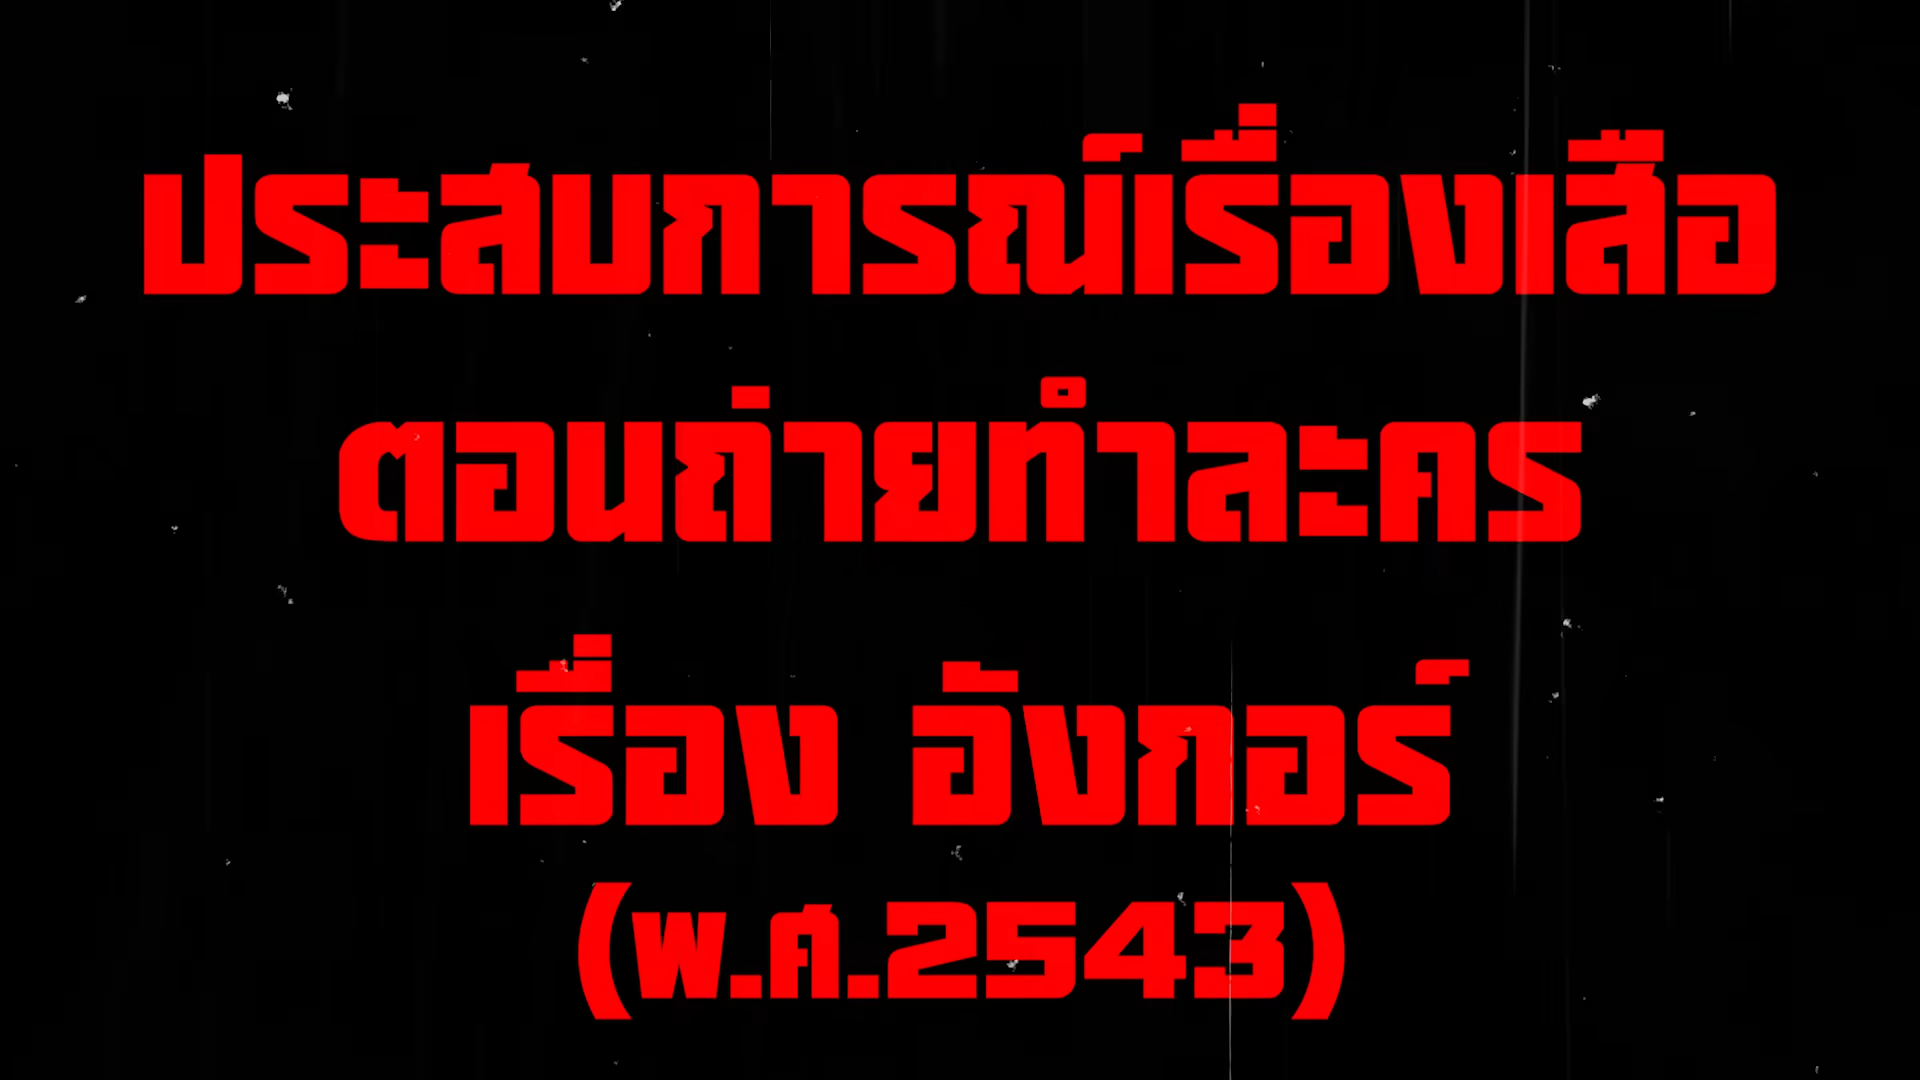 ประสบการณ์เรื่องเสือ
ตอนถ่ายทำละคร
เรื่อง อังกอร์
(พ.ศ.2543)